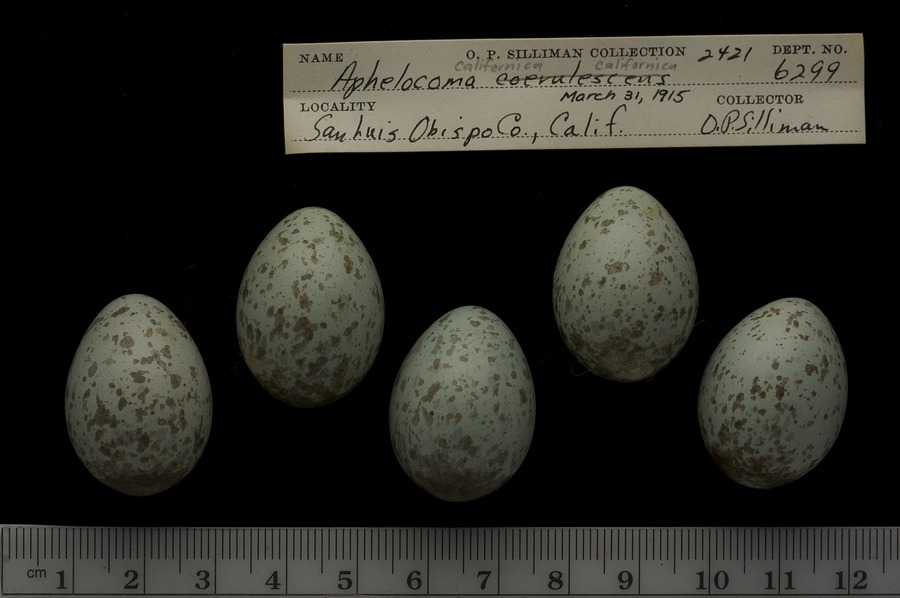 NAME O. P. SILLIMAN COLLECTION 2421 DEPT. NO.
Californica Californica
Aphelocoma coerulescens 6299
March 31, 1915
LOCALITY COLLECTOR
San Luis Obispo Co., Calif. O.P. Silliman
cm 1 2 3 4 5 6 7 8 9 10 11 12